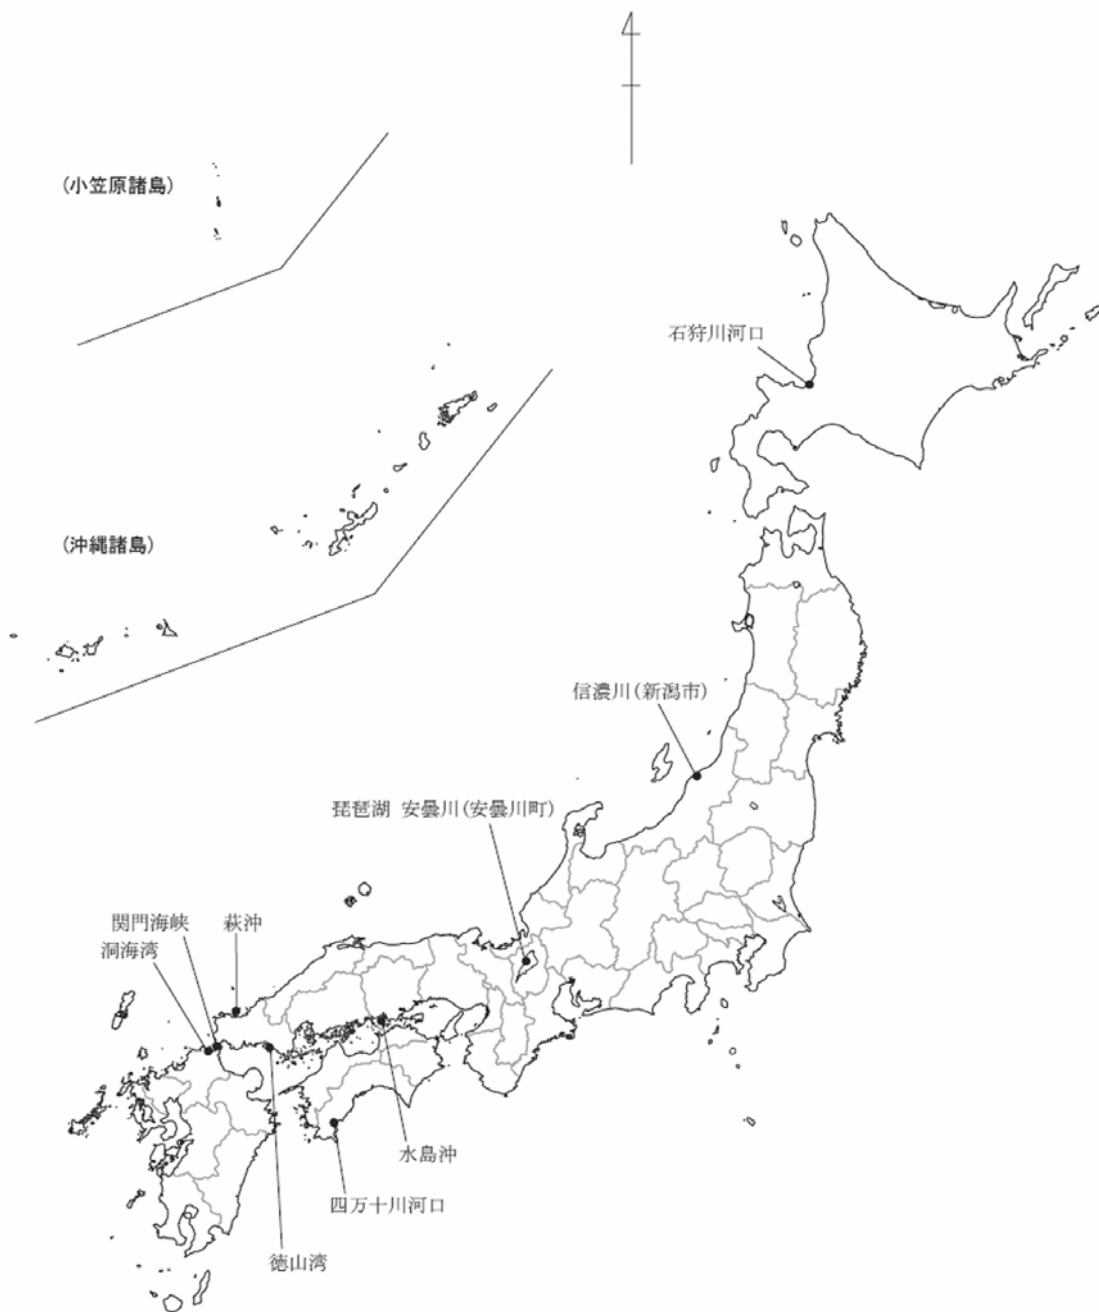 (小笠原諸島)
石狩川河口
(沖縄諸島)
信濃川(新潟市)
琵琶湖 安曇川(安曇川町)
関門海峡
萩沖
洞海湾
水島沖
四万十川河口
徳山湾